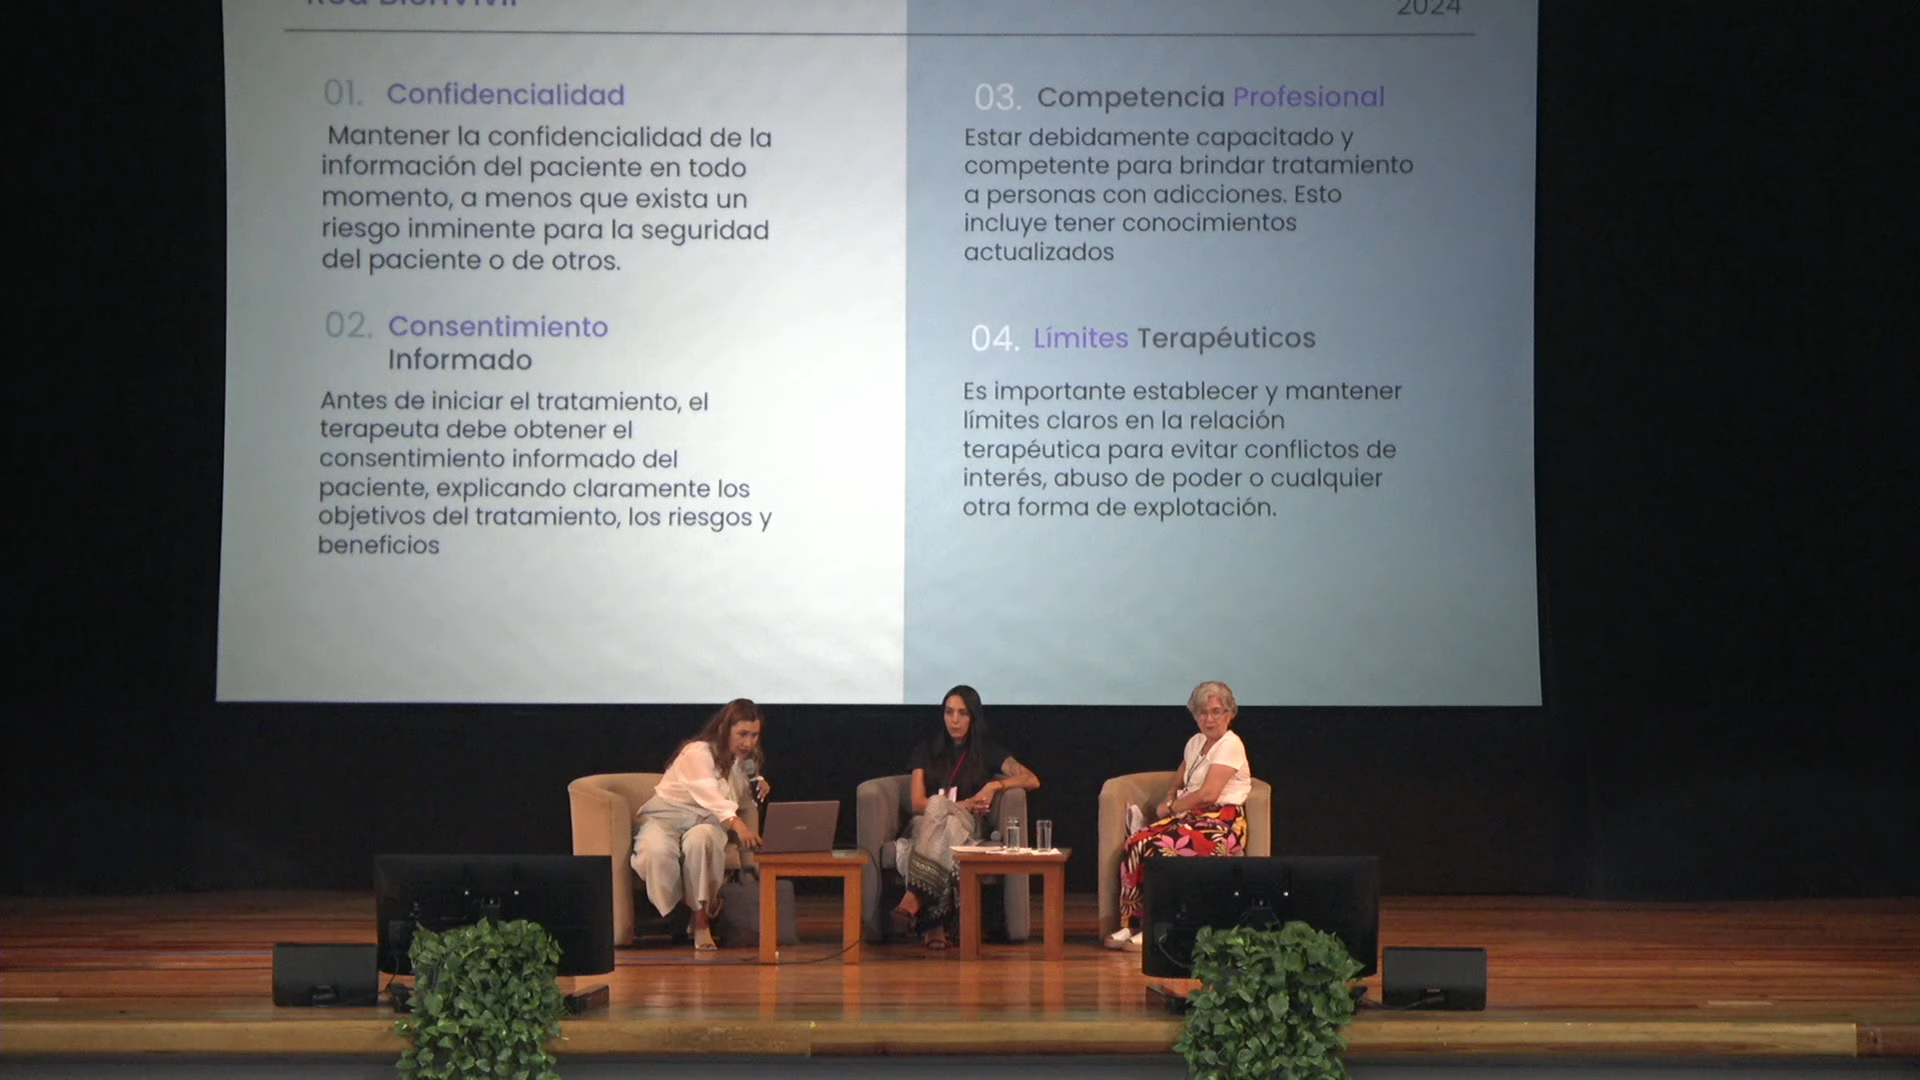 Red Bienvivir
2024
01. Confidencialidad
Mantener la confidencialidad de la
información del paciente en todo
momento, a menos que exista un
riesgo inminente para la seguridad
del paciente o de otros.
02. Consentimiento
Informado
Antes de iniciar el tratamiento, el
terapeuta debe obtener el
consentimiento informado del
paciente, explicando claramente los
objetivos del tratamiento, los riesgos y
beneficios
03. Competencia Profesional
Estar debidamente capacitado y
competente para brindar tratamiento
a personas con adicciones. Esto
incluye tener conocimientos
actualizados
04. Límites Terapéuticos
Es importante establecer y mantener
límites claros en la relación
terapéutica para evitar conflictos de
interés, abuso de poder o cualquier
otra forma de explotación.